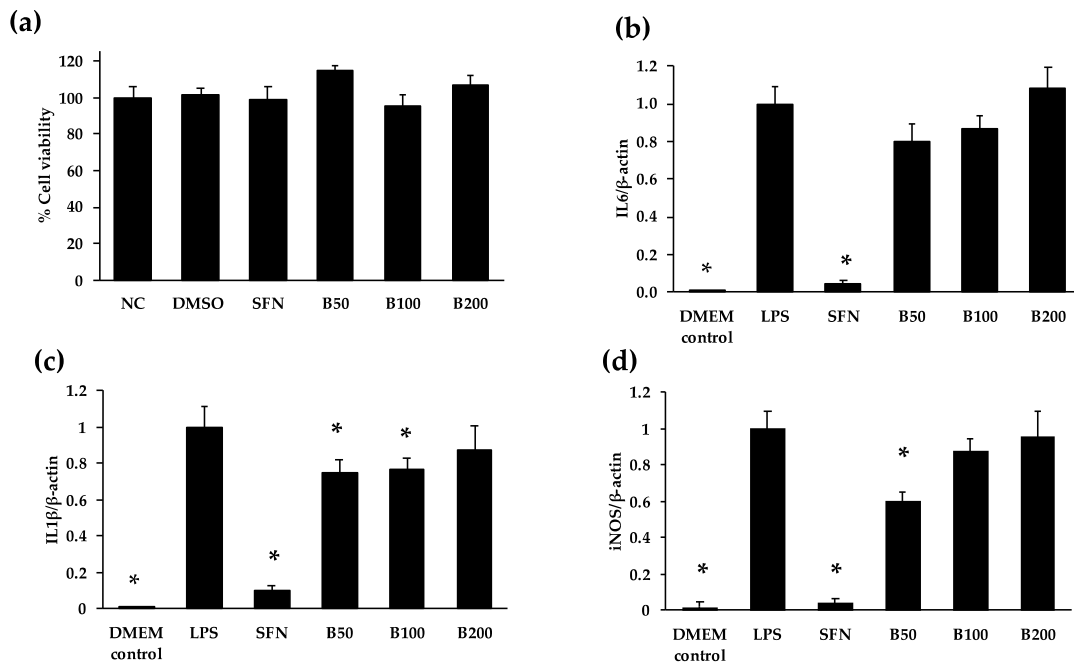 (a)
% Cell viability
120
100
80
60
40
20
0
NC DMSO SFN B50 B100 B200
(b)
IL6/β-actin
1.2
1.0
0.8
0.6
0.4
0.2
0.0
* *
DMEM control LPS SFN B50 B100 B200
(c)
IL1β/β-actin
1.2
1
0.8
0.6
0.4
0.2
0
* * * *
DMEM control LPS SFN B50 B100 B200
(d)
iNOS/β-actin
1.2
1
0.8
0.6
0.4
0.2
0
* * *
DMEM control LPS SFN B50 B100 B200